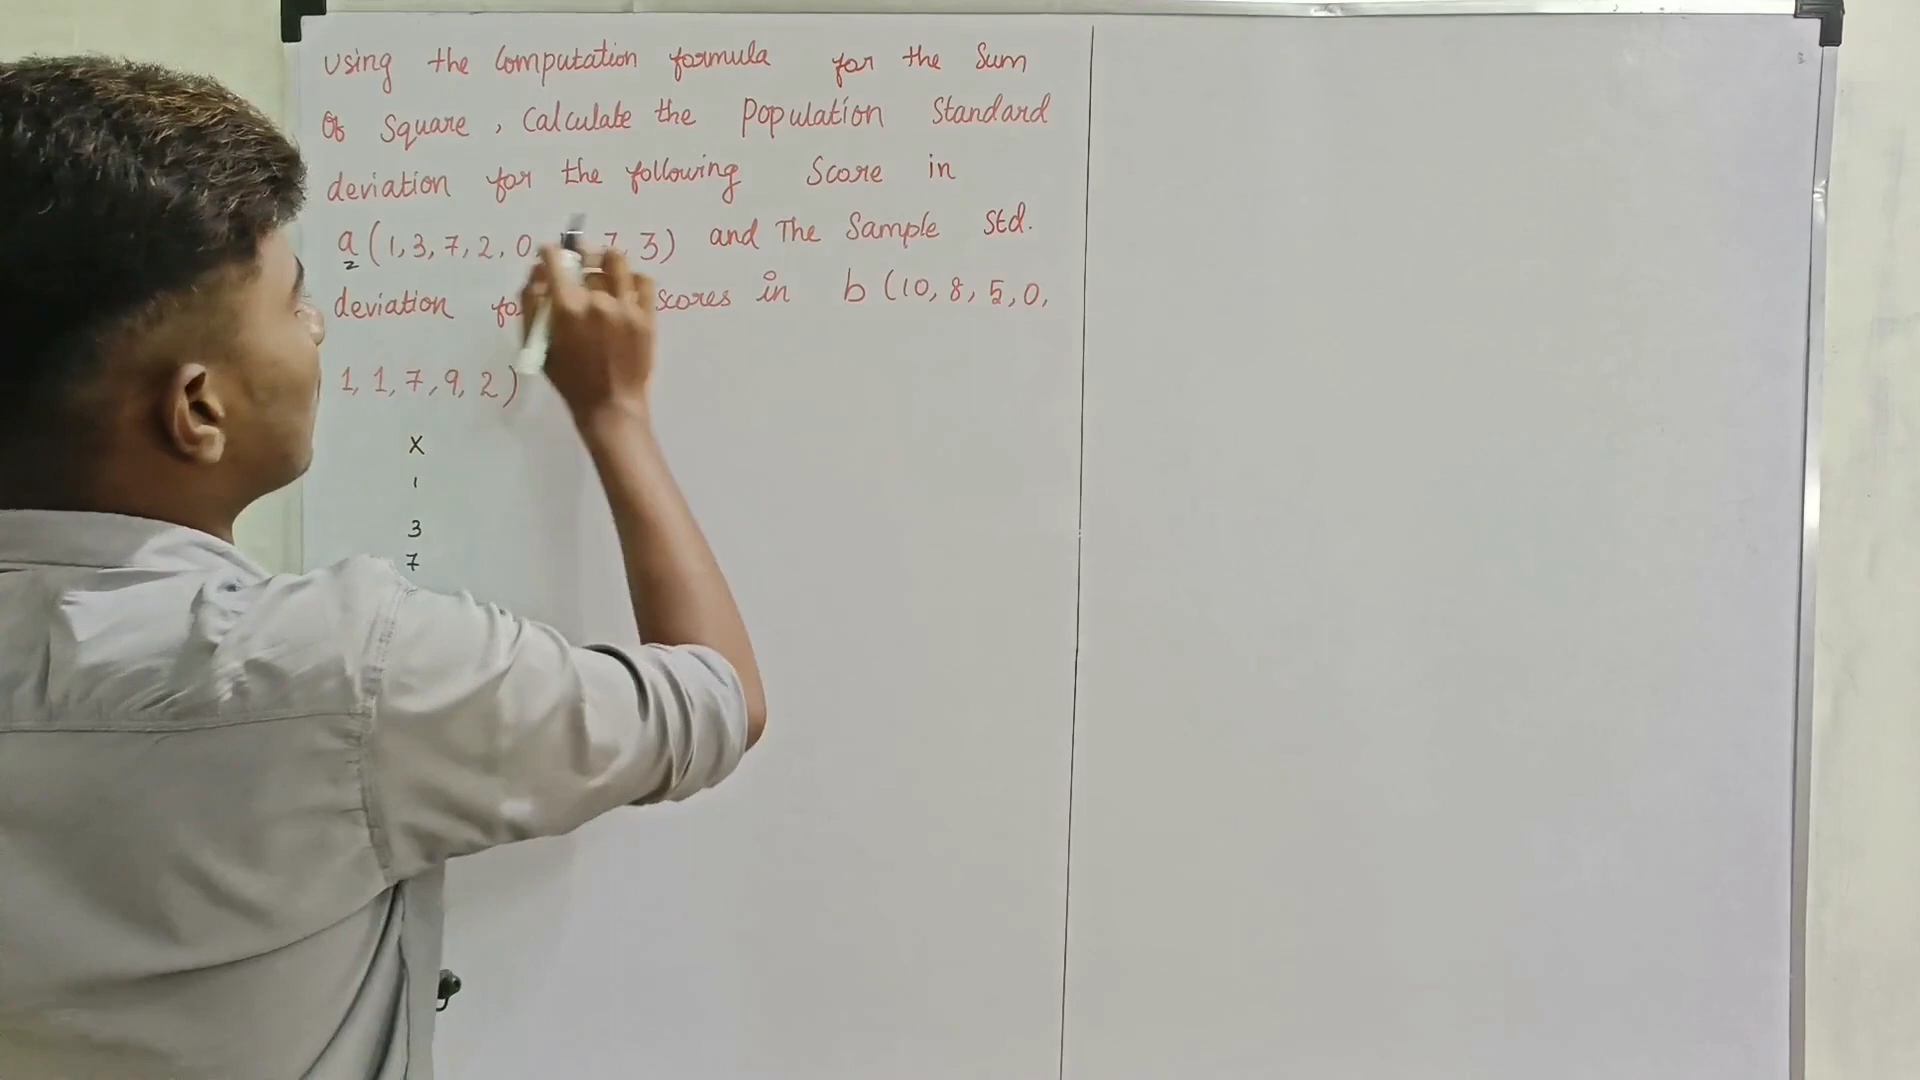 Using the Computation formula for the Sum
Of Square, Calculate the Population Standard
deviation for the following Score in
a (1, 3, 7, 2, 0, 7, 3) and The Sample Std.
deviation scores in b (10, 8, 5, 0,
1, 1, 7, 9, 2)
X
1
3
7